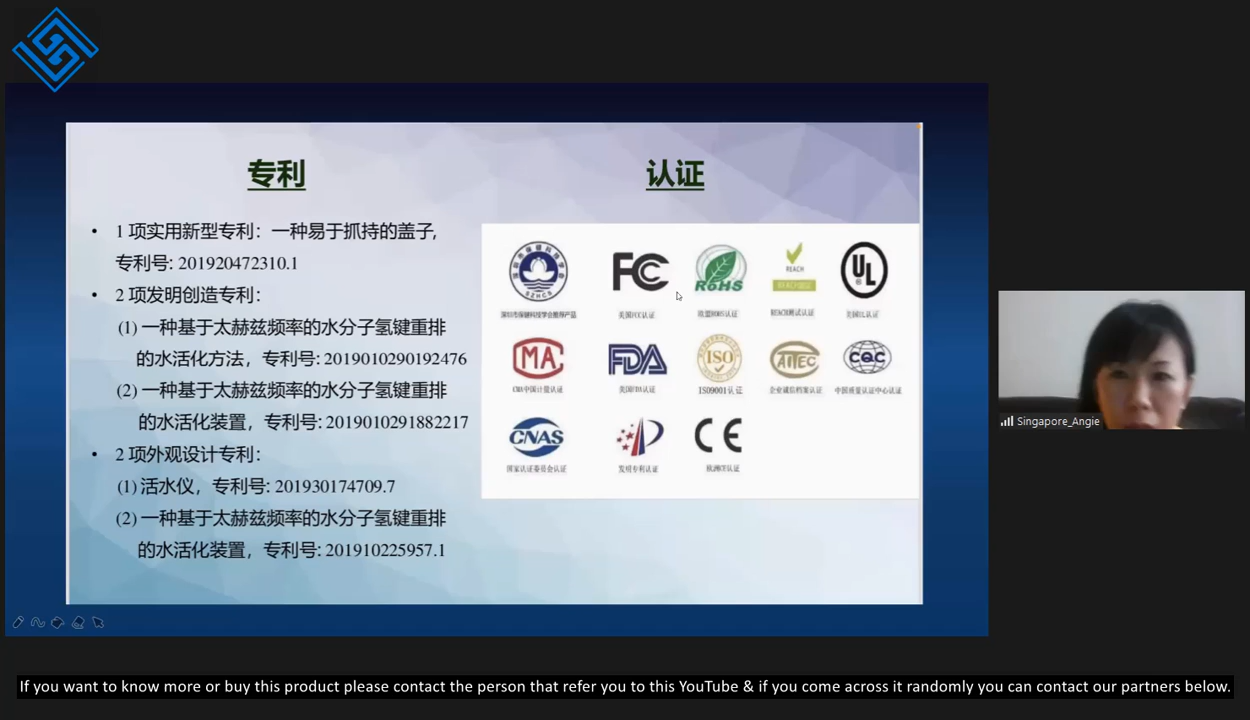 专利
• 1 项实用新型专利：一种易于抓持的盖子,
专利号: 201920472310.1
• 2 项发明创造专利：
(1) 一种基于太赫兹频率的水分子氢键重排
的水活化方法，专利号: 2019010290192476
(2) 一种基于太赫兹频率的水分子氢键重排
的水活化装置，专利号: 2019010291882217
• 2 项外观设计专利：
(1) 活水仪，专利号: 201930174709.7
(2) 一种基于太赫兹频率的水分子氢键重排
的水活化装置，专利号: 201910225957.1
认证
SZHCS
FC
RoHS
REACH
UL
深圳市保健科技学会推荐产品
美国FCC认证
欧盟ROHS认证
REACH测试认证
美国UL认证
MA
FDA
ISO
CQC
CMA中国计量认证
美国FDA认证
ISO9001认证
企业诚信档案认证
中国质量认证中心认证
CNAS
CE
国家认证委员会认证
发明专利认证
欧洲CE认证
Singapore_Angie
If you want to know more or buy this product please contact the person that refer you to this YouTube & if you come across it randomly you can contact our partners below.